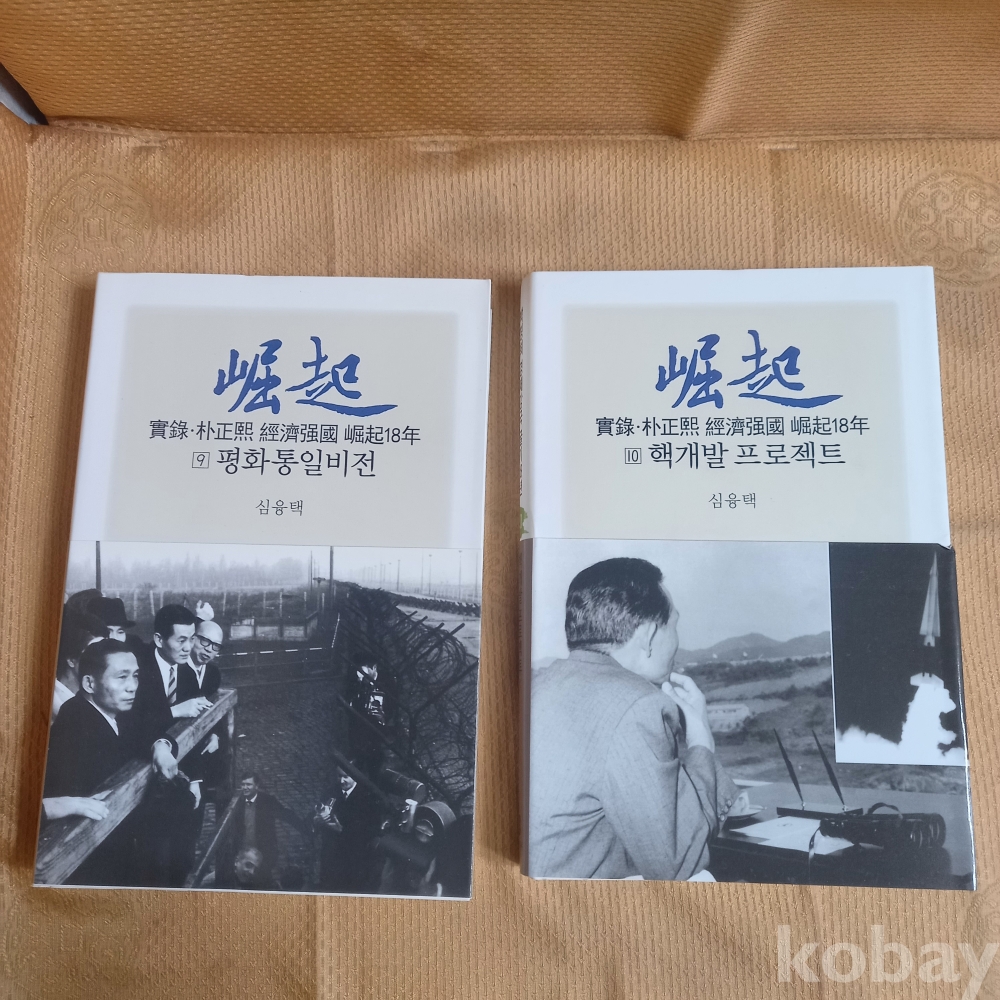 崛起
實錄·朴正熙 經濟强國 崛起18年
9 평화통일비전
심융택
崛起
實錄·朴正熙 經濟强國 崛起18年
10 핵개발 프로젝트
심융택
kobay